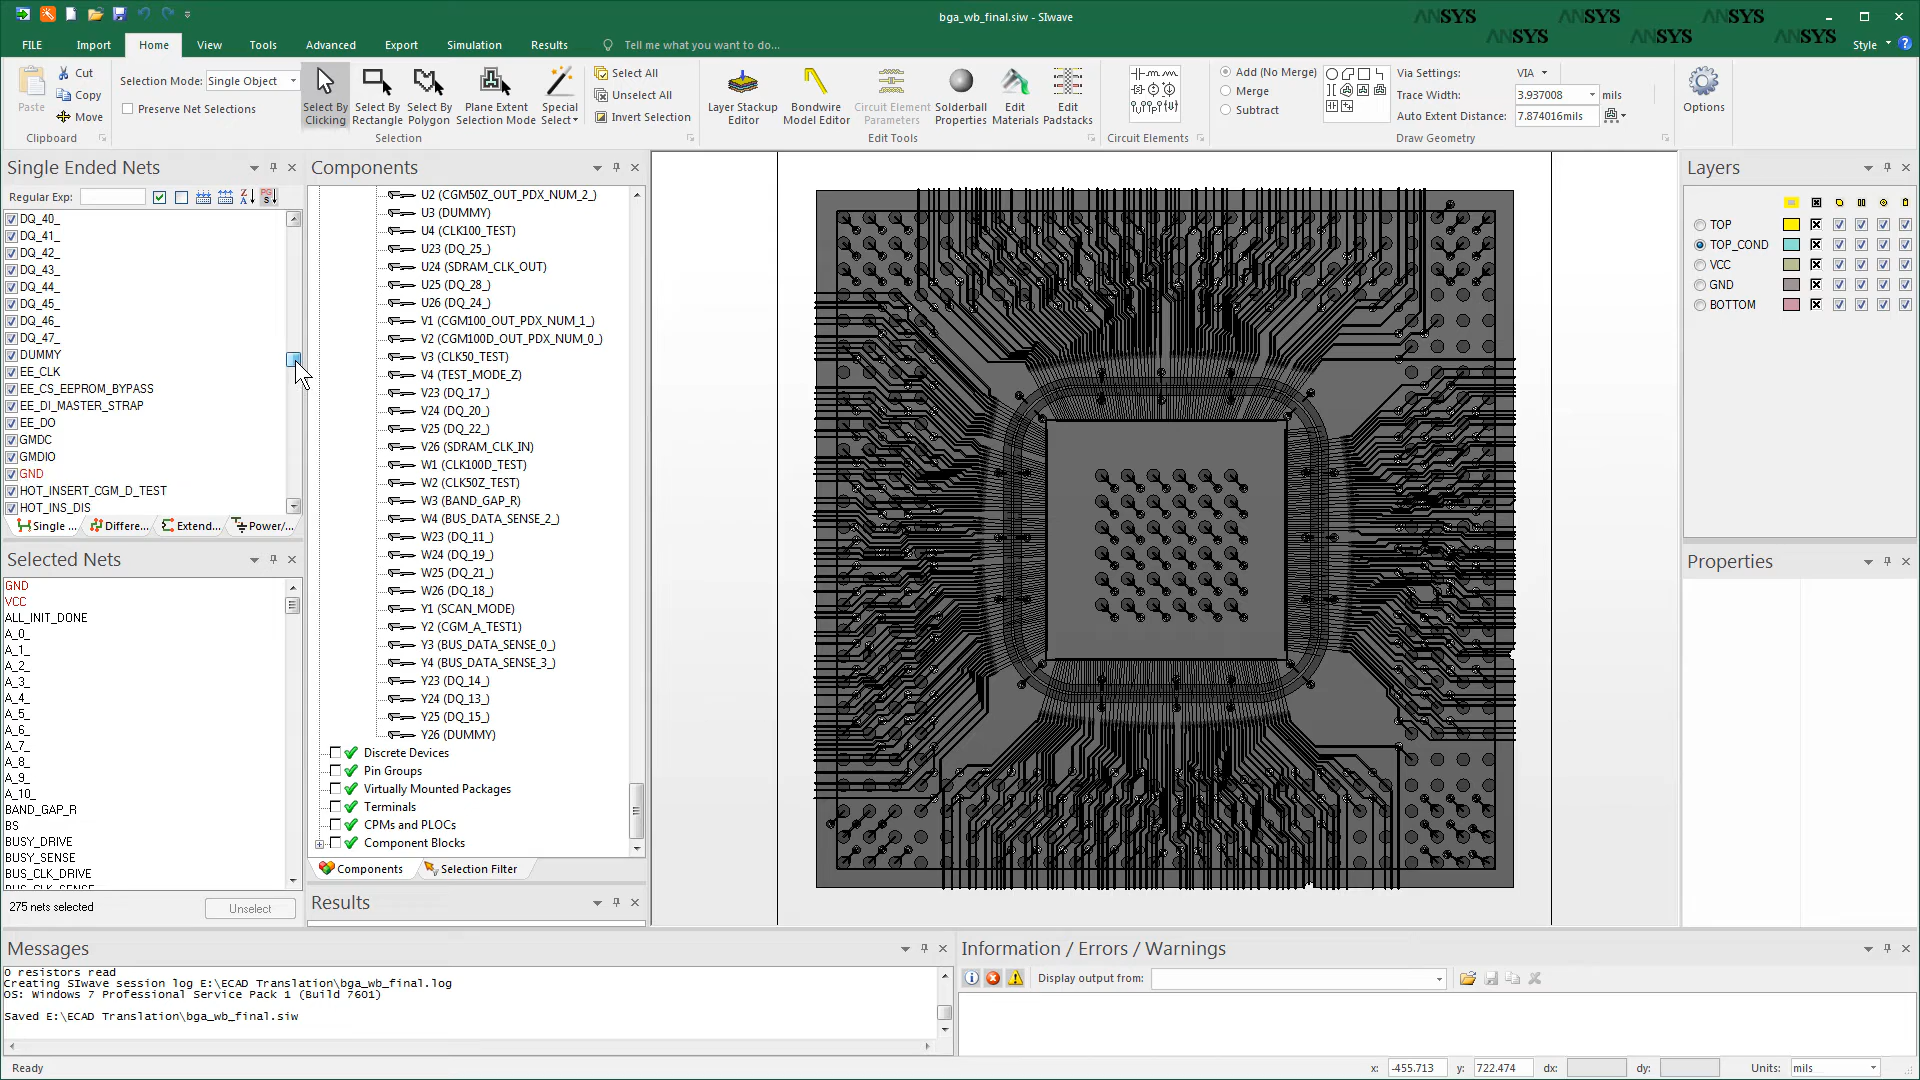 bga_wb_final.siw - SIwave
ANSYS ANSYS ANSYS
ANSYS ANSYS ANSYS
FILE Import Home View Tools Advanced Export Simulation Results Tell me what you want to do... Style
Paste
Cut
Copy
Move
Clipboard
Selection Mode: Single Object
Preserve Net Selections
Select By Clicking
Select By Rectangle
Select By Polygon
Plane Extent Selection Mode
Special Select
Select All
Unselect All
Invert Selection
Selection
Layer Stackup Editor
Bondwire Model Editor
Circuit Element Parameters
Solderball Properties
Edit Materials
Edit Padstacks
Edit Tools
Circuit Elements
Add (No Merge)
Merge
Subtract
Via Settings: VIA
Trace Width: 3.937008 mils
Auto Extent Distance: 7.874016mils
Draw Geometry
Options
Single Ended Nets
Regular Exp:
DQ_40_
DQ_41_
DQ_42_
DQ_43_
DQ_44_
DQ_45_
DQ_46_
DQ_47_
DUMMY
EE_CLK
EE_CS_EEPROM_BYPASS
EE_DI_MASTER_STRAP
EE_DO
GMDC
GMDIO
GND
HOT_INSERT_CGM_D_TEST
HOT_INS_DIS
Single ... Differe... Extend... Power/...
Selected Nets
GND
VCC
ALL_INIT_DONE
A_0_
A_1_
A_2_
A_3_
A_4_
A_5_
A_6_
A_7_
A_8_
A_9_
A_10_
BAND_GAP_R
BS
BUSY_DRIVE
BUSY_SENSE
BUS_CLK_DRIVE
BUS_CLK_SENSE
275 nets selected
Unselect
Components
U2 (CGM50Z_OUT_PDX_NUM_2_)
U3 (DUMMY)
U4 (CLK100_TEST)
U23 (DQ_25_)
U24 (SDRAM_CLK_OUT)
U25 (DQ_28_)
U26 (DQ_24_)
V1 (CGM100_OUT_PDX_NUM_1_)
V2 (CGM100D_OUT_PDX_NUM_0_)
V3 (CLK50_TEST)
V4 (TEST_MODE_Z)
V23 (DQ_17_)
V24 (DQ_20_)
V25 (DQ_22_)
V26 (SDRAM_CLK_IN)
W1 (CLK100D_TEST)
W2 (CLK50Z_TEST)
W3 (BAND_GAP_R)
W4 (BUS_DATA_SENSE_2_)
W23 (DQ_11_)
W24 (DQ_19_)
W25 (DQ_21_)
W26 (DQ_18_)
Y1 (SCAN_MODE)
Y2 (CGM_A_TEST1)
Y3 (BUS_DATA_SENSE_0_)
Y4 (BUS_DATA_SENSE_3_)
Y23 (DQ_14_)
Y24 (DQ_13_)
Y25 (DQ_15_)
Y26 (DUMMY)
Discrete Devices
Pin Groups
Virtually Mounted Packages
Terminals
CPMs and PLOCs
Component Blocks
Components Selection Filter
Results
Layers
TOP
TOP_COND
VCC
GND
BOTTOM
Properties
Messages
0 resistors read
Creating SIwave session log E:\ECAD Translation\bga_wb_final.log
OS: Windows 7 Professional Service Pack 1 (Build 7601)
Saved E:\ECAD Translation\bga_wb_final.siw
Information / Errors / Warnings
Display output from:
Ready
x: -455.713 y: 722.474 dx: dy: Units: mils